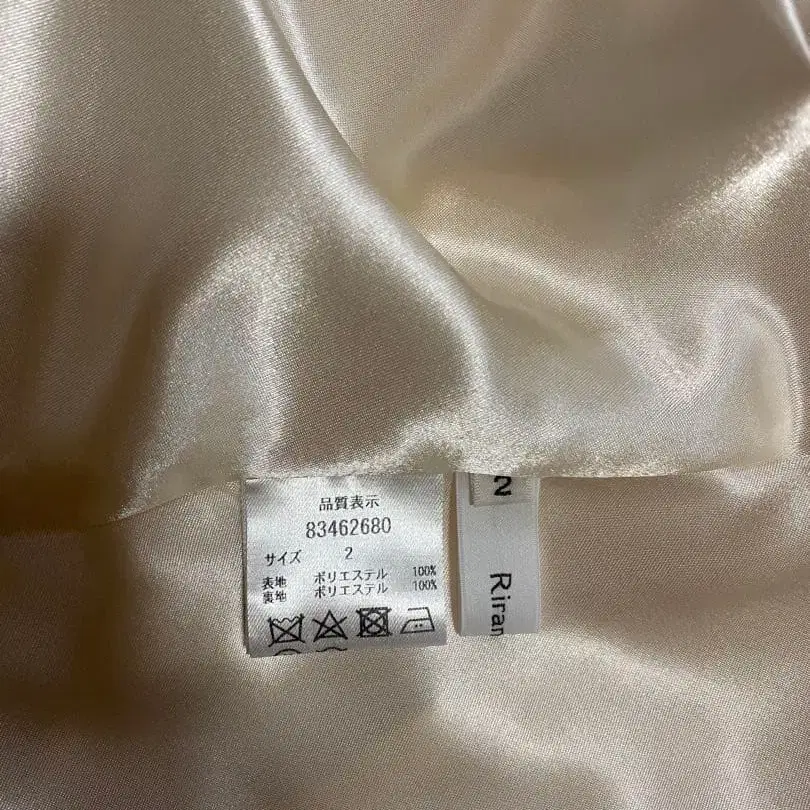 品質表示
83462680
サイズ 2
表地 ポリエステル 100%
裏地 ポリエステル 100%
2
Riran